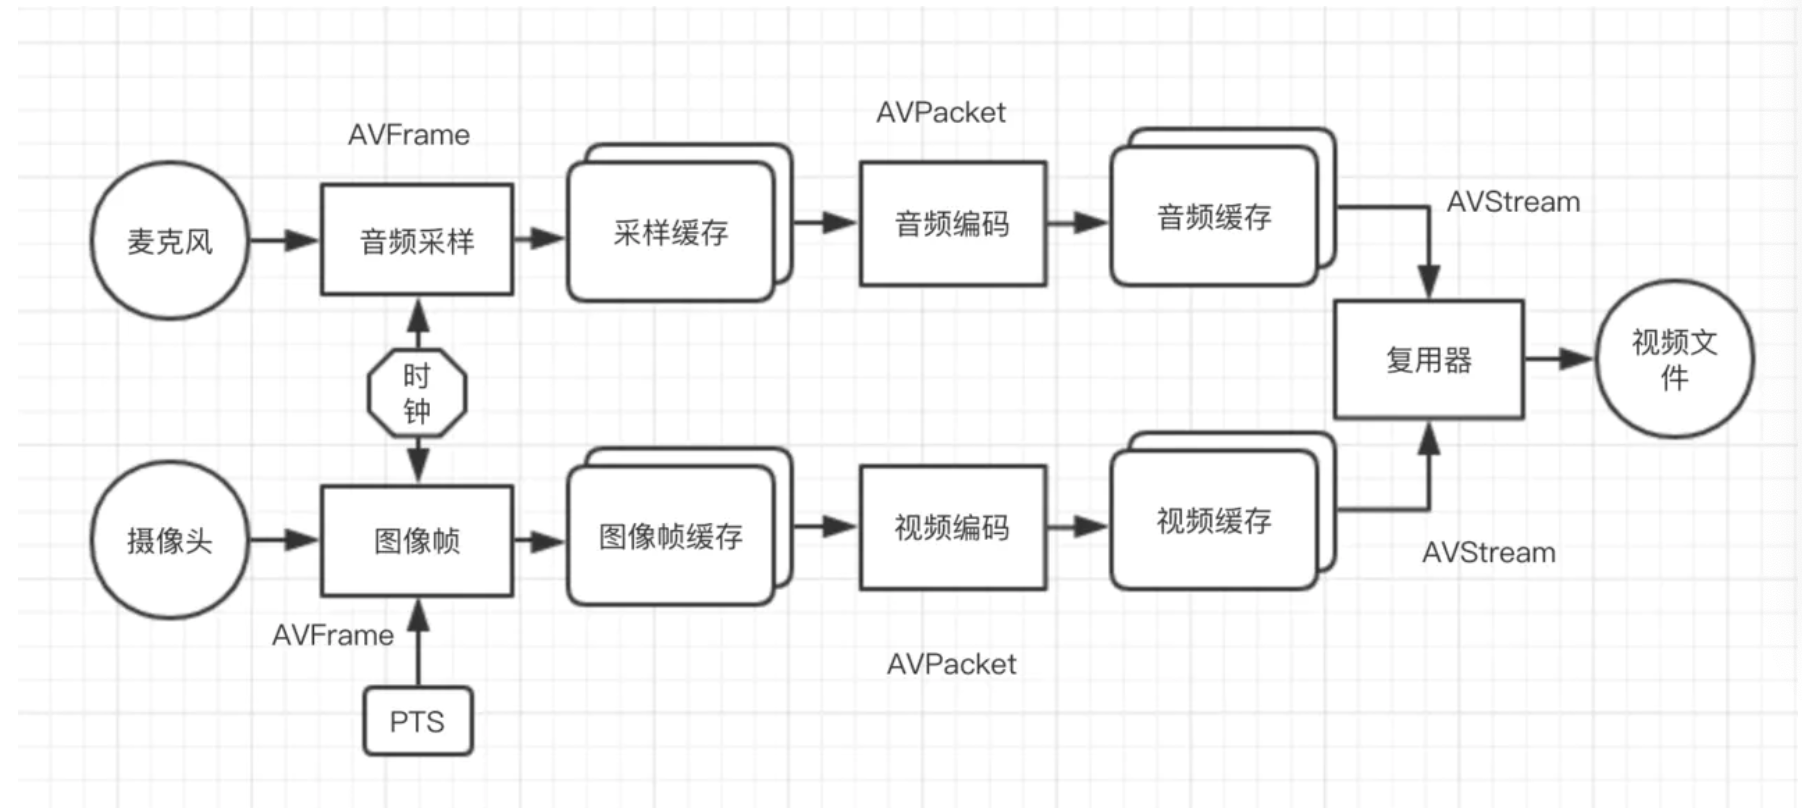 AVPacket
AVFrame
AVStream
麦克风
音频采样
采样缓存
音频编码
音频缓存
时
钟
复用器
视频文
件
摄像头
图像帧
图像帧缓存
视频编码
视频缓存
AVStream
AVFrame
AVPacket
PTS